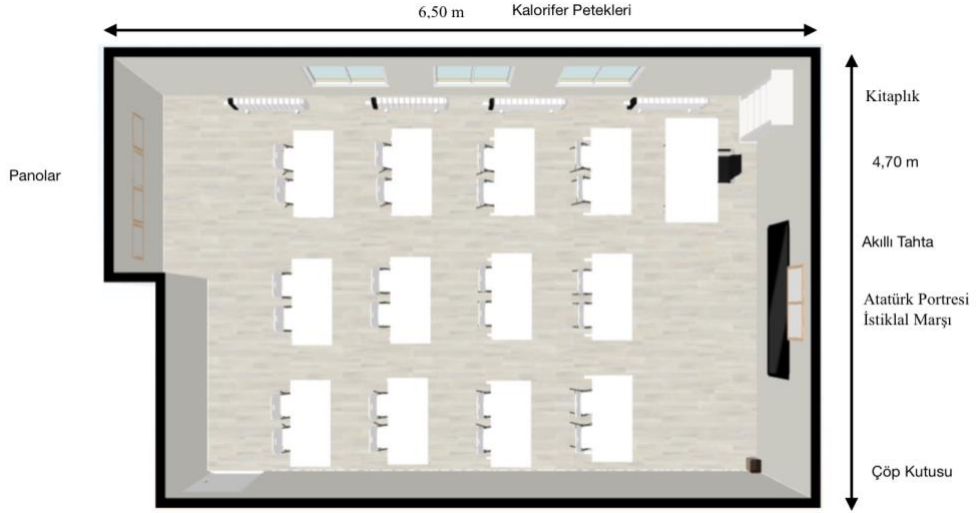 6,50 m
Kalorifer Petekleri
Kitaplık
4,70 m
Panolar
Akıllı Tahta
Atatürk Portresi
İstiklal Marşı
Çöp Kutusu